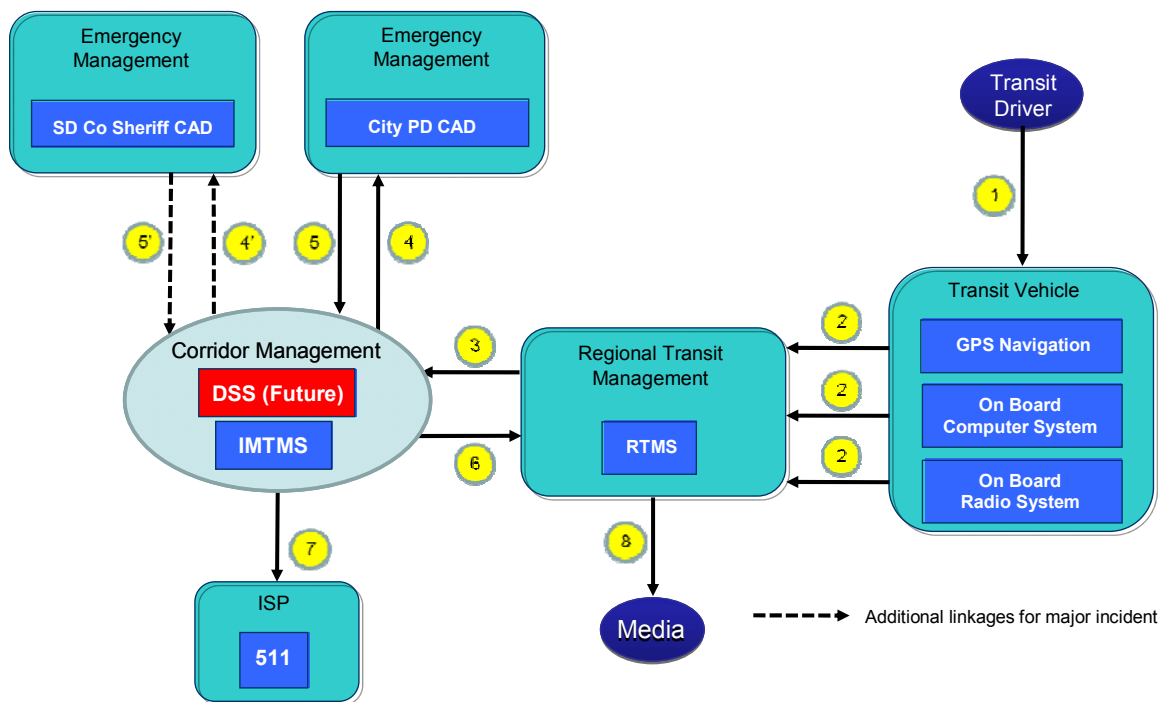 Emergency
Management
SD Co Sheriff CAD
Emergency
Management
City PD CAD
Transit
Driver
1
5'
4'
5
4
Transit Vehicle
GPS Navigation
On Board
Computer System
On Board
Radio System
2
2
2
Regional Transit
Management
RTMS
3
6
Corridor Management
DSS (Future)
IMTMS
7
8
ISP
511
Media
Additional linkages for major incident